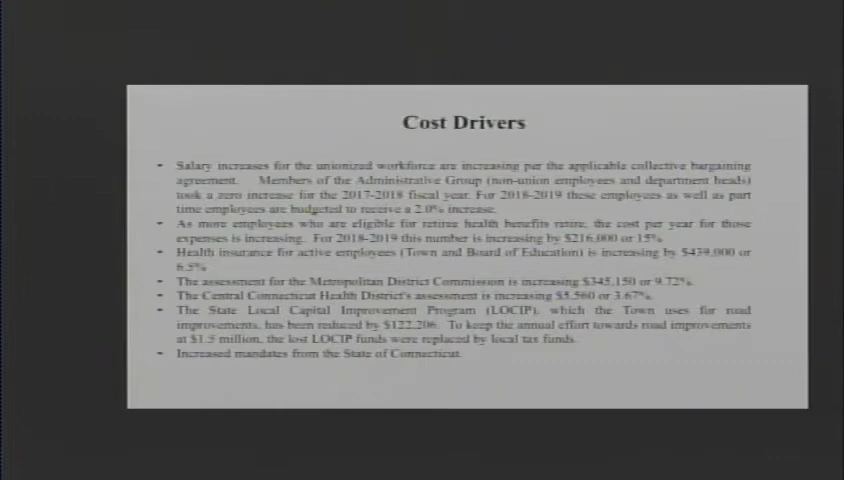 Cost Drivers
- Salary increases for the unionized workforce are increasing per the applicable collective bargaining
agreement. Members of the Administrative Group (non-union employees and department heads)
took a zero increase for the 2017-2018 fiscal year. For 2018-2019 these employees as well as part
time employees are budgeted to receive a 2.0% increase.
- As more employees who are eligible for retiree health benefits retire, the cost per year for those
expenses is increasing. For 2018-2019 this number is increasing by $216,000 or 15%
- Health insurance for active employees (Town and Board of Education) is increasing by $439,000 or
6.5%
- The assessment for the Metropolitan District Commission is increasing $345,150 or 9.72%.
- The Central Connecticut Health District's assessment is increasing $5,560 or 3.67%.
- The State Local Capital Improvement Program (LOCIP), which the Town uses for road
improvements, has been reduced by $122,206. To keep the annual effort towards road improvements
at $1.5 million, the lost LOCIP funds were replaced by local tax funds.
- Increased mandates from the State of Connecticut.